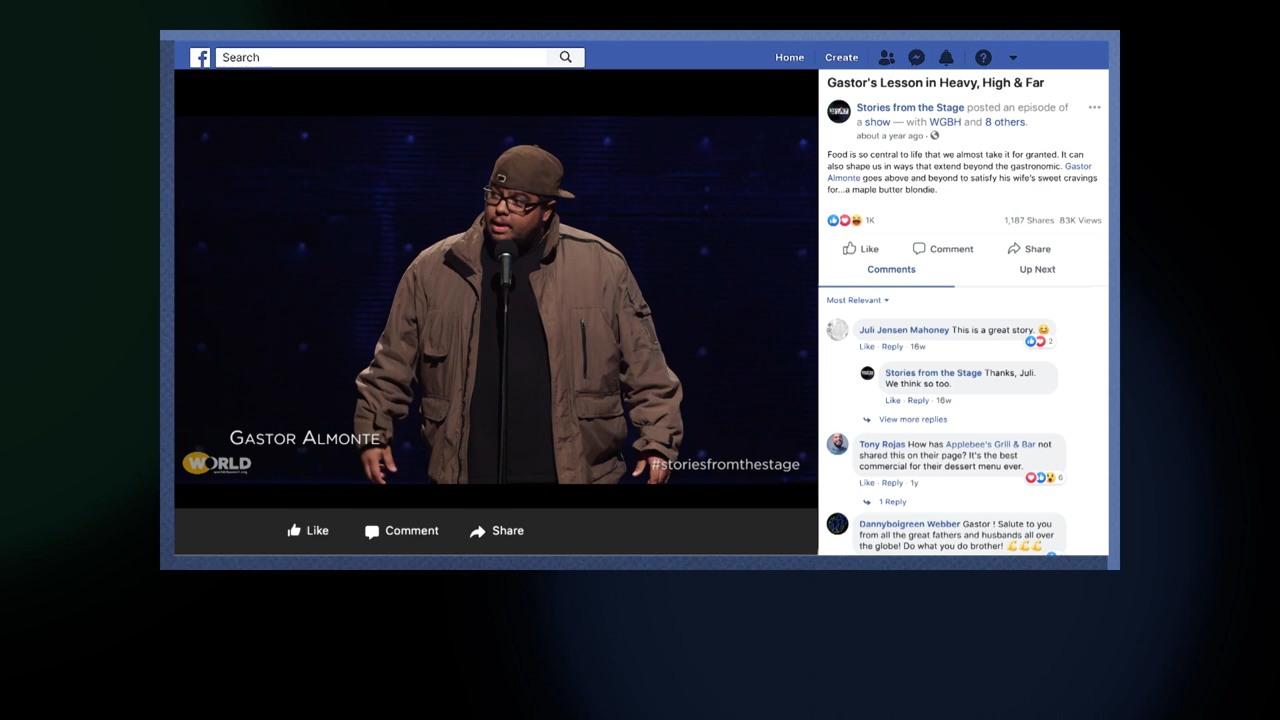 Search
Home
Create
Gastor's Lesson in Heavy, High & Far
Stories from the Stage posted an episode of
a show — with WGBH and 8 others.
about a year ago ·
Food is so central to life that we almost take it for granted. It can
also shape us in ways that extend beyond the gastronomic. Gastor
Almonte goes above and beyond to satisfy his wife's sweet cravings
for...a maple butter blondie.
1K
1,187 Shares 83K Views
Like Comment Share
Comments Up Next
Most Relevant
Juli Jensen Mahoney This is a great story. 😊
2
Like · Reply · 16w
Stories from the Stage Thanks, Juli.
We think so too.
Like · Reply · 16w
View more replies
Tony Rojas How has Applebee's Grill & Bar not
shared this on their page? It's the best
commercial for their dessert menu ever.
6
Like · Reply · 1y
1 Reply
Dannyboigreen Webber Gastor ! Salute to you
from all the great fathers and husbands all over
the globe! Do what you do brother! 💪💪💪
GASTOR ALMONTE
WORLD
#storiesfromthestage
Like Comment Share